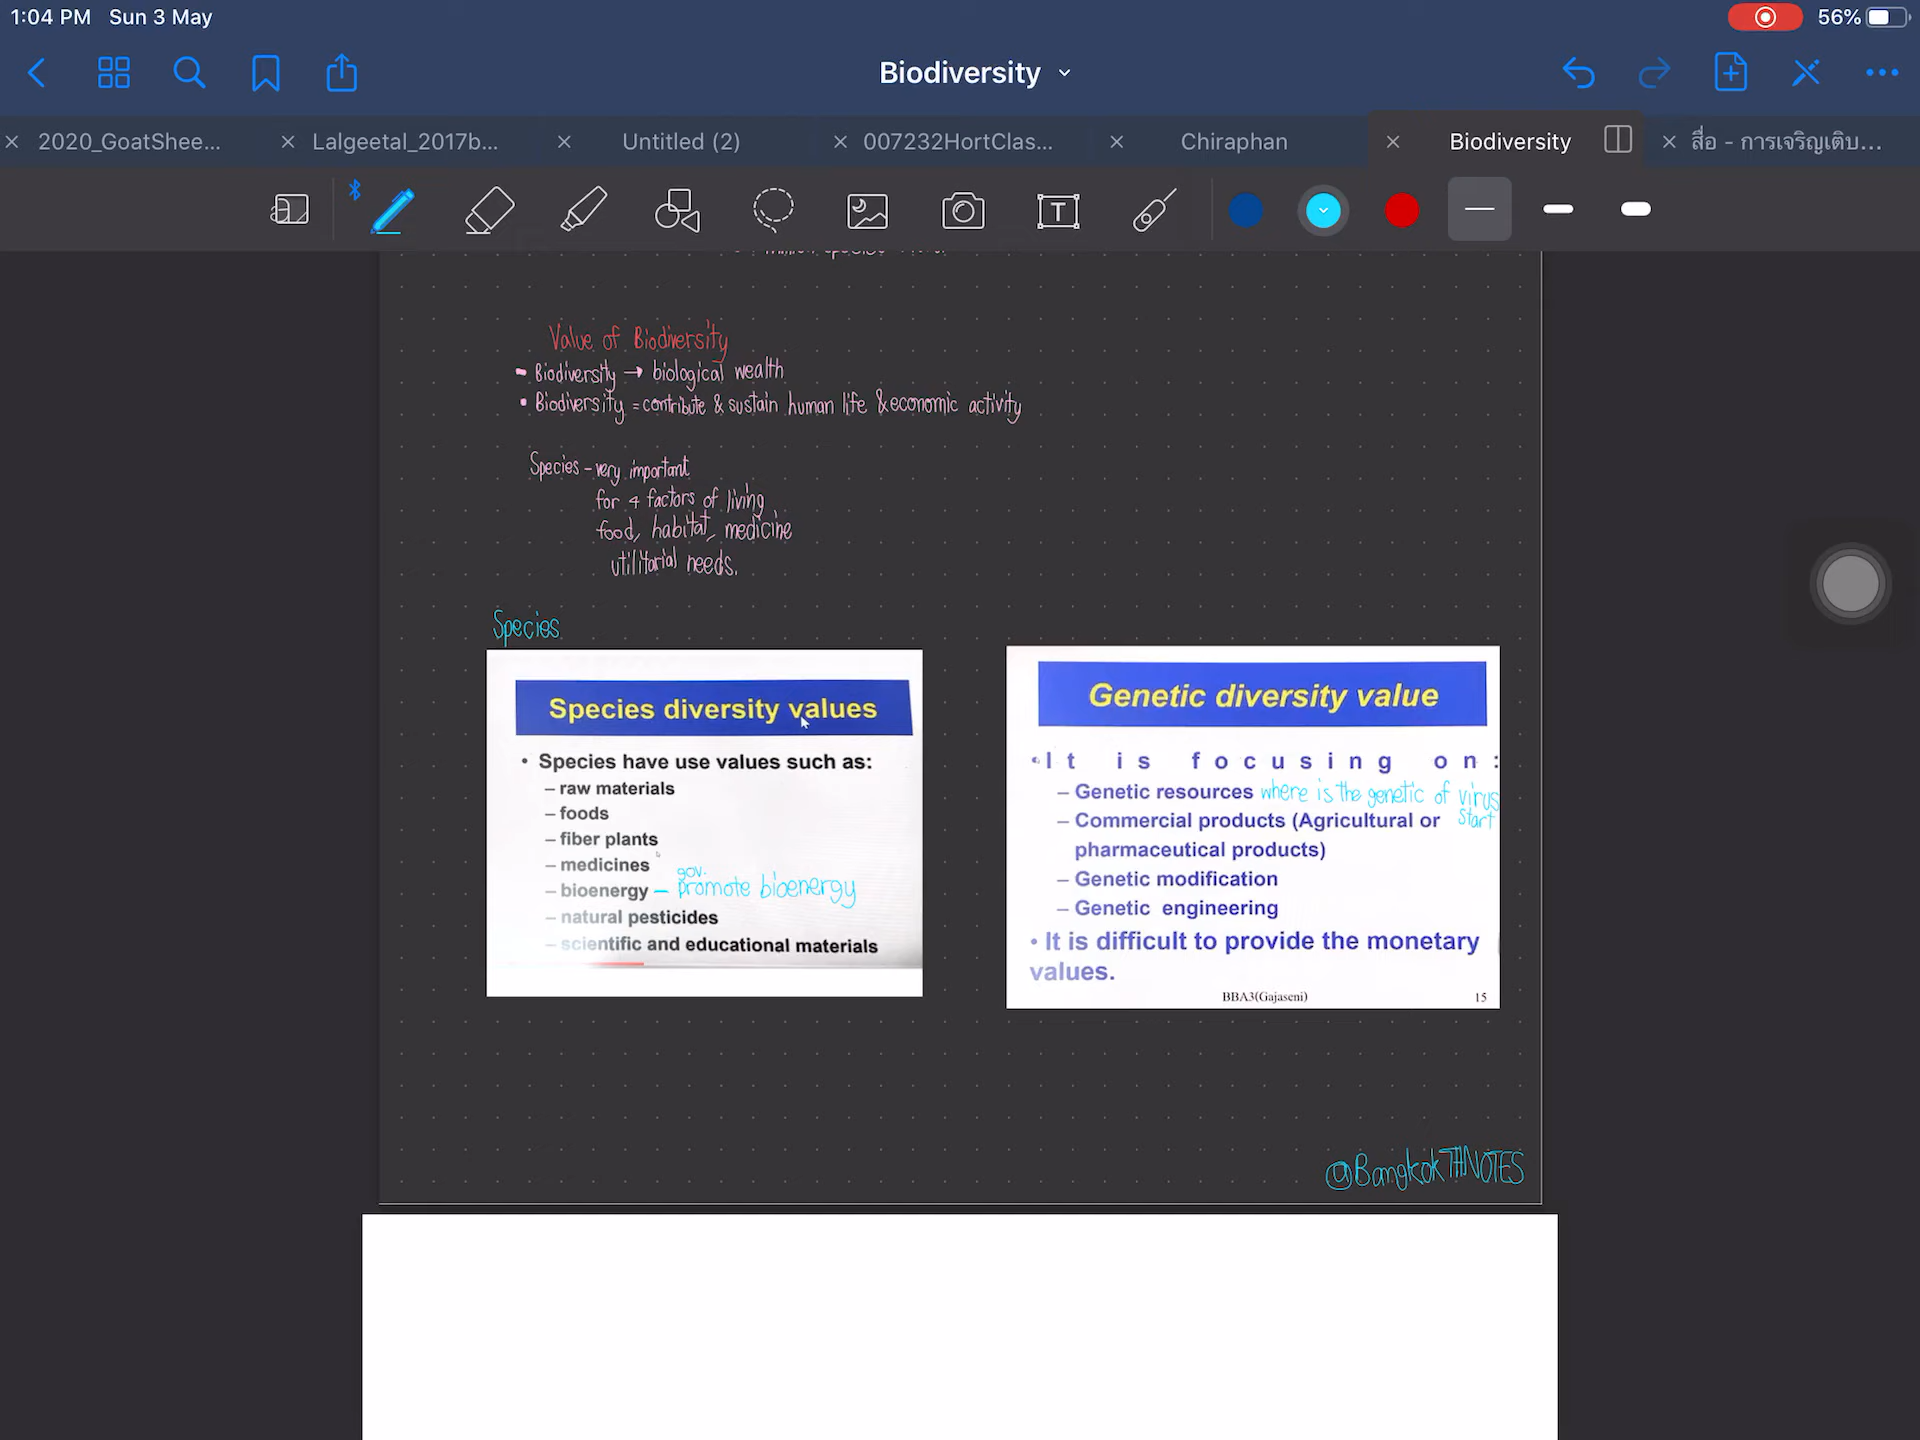 1:04 PM Sun 3 May
56%
Biodiversity
2020_GoatShee...
Lalgeetal_2017b...
Untitled (2)
007232HortClas...
Chiraphan
Biodiversity
สื่อ - การเจริญเติบ...
T
million species
Value of Biodiversity
- Biodiversity → biological wealth
• Biodiversity = contribute & sustain human life & economic activity
Species - very important
for 4 factors of living
food, habitat, medicine
utilitarial needs.
Species
Species diversity values
• Species have use values such as:
– raw materials
– foods
– fiber plants
– medicines
gov.
– bioenergy – promote bioenergy
– natural pesticides
– scientific and educational materials
Genetic diversity value
• It is focusing on:
– Genetic resources where is the genetic of virus
start
– Commercial products (Agricultural or
pharmaceutical products)
– Genetic modification
– Genetic engineering
• It is difficult to provide the monetary
values.
BBA3(Gajaseni)
15
@BangkokTHNOTES